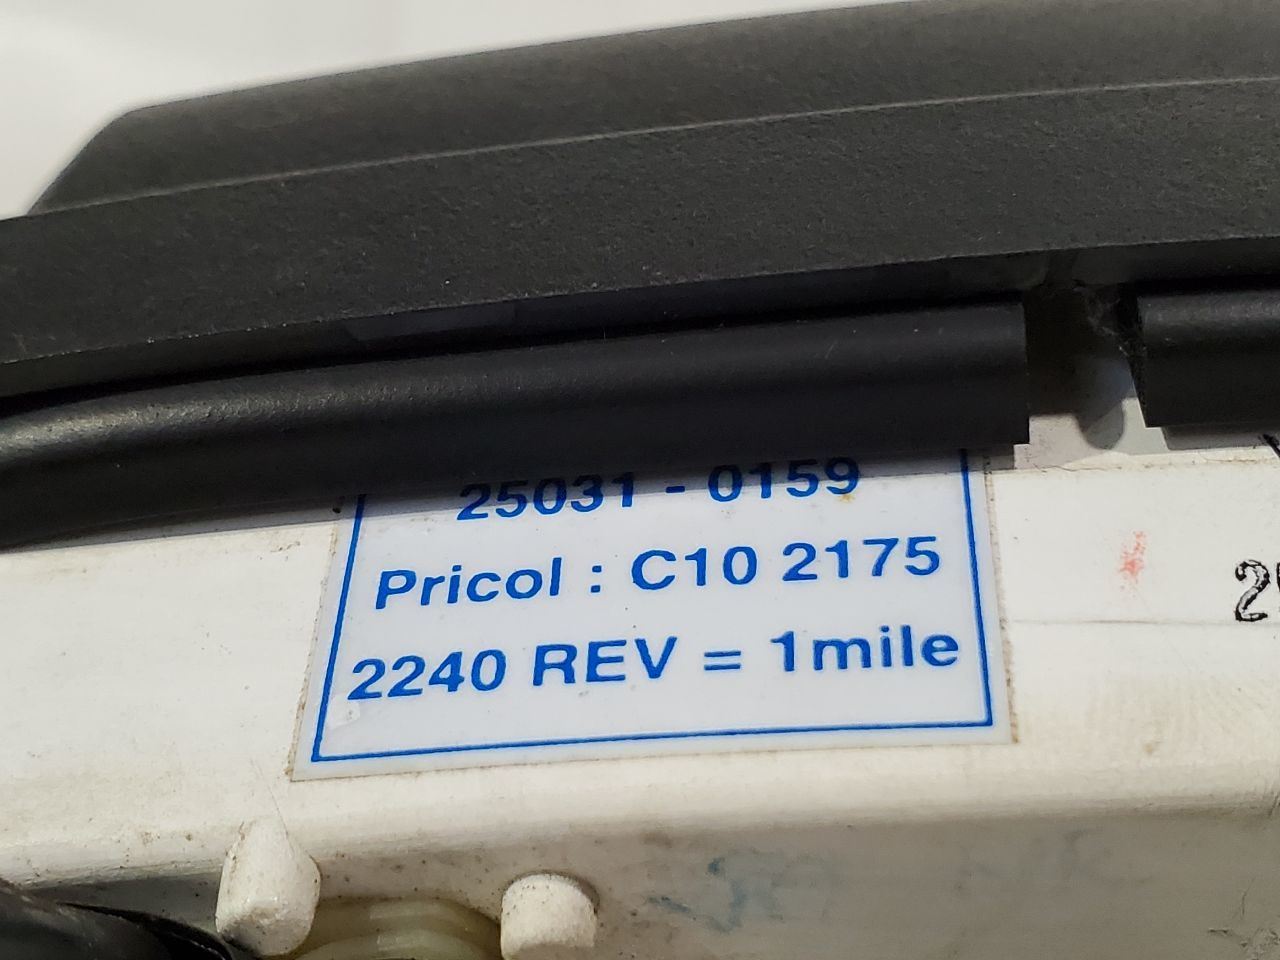 25031 - 0159
Pricol : C10 2175
2240 REV = 1mile